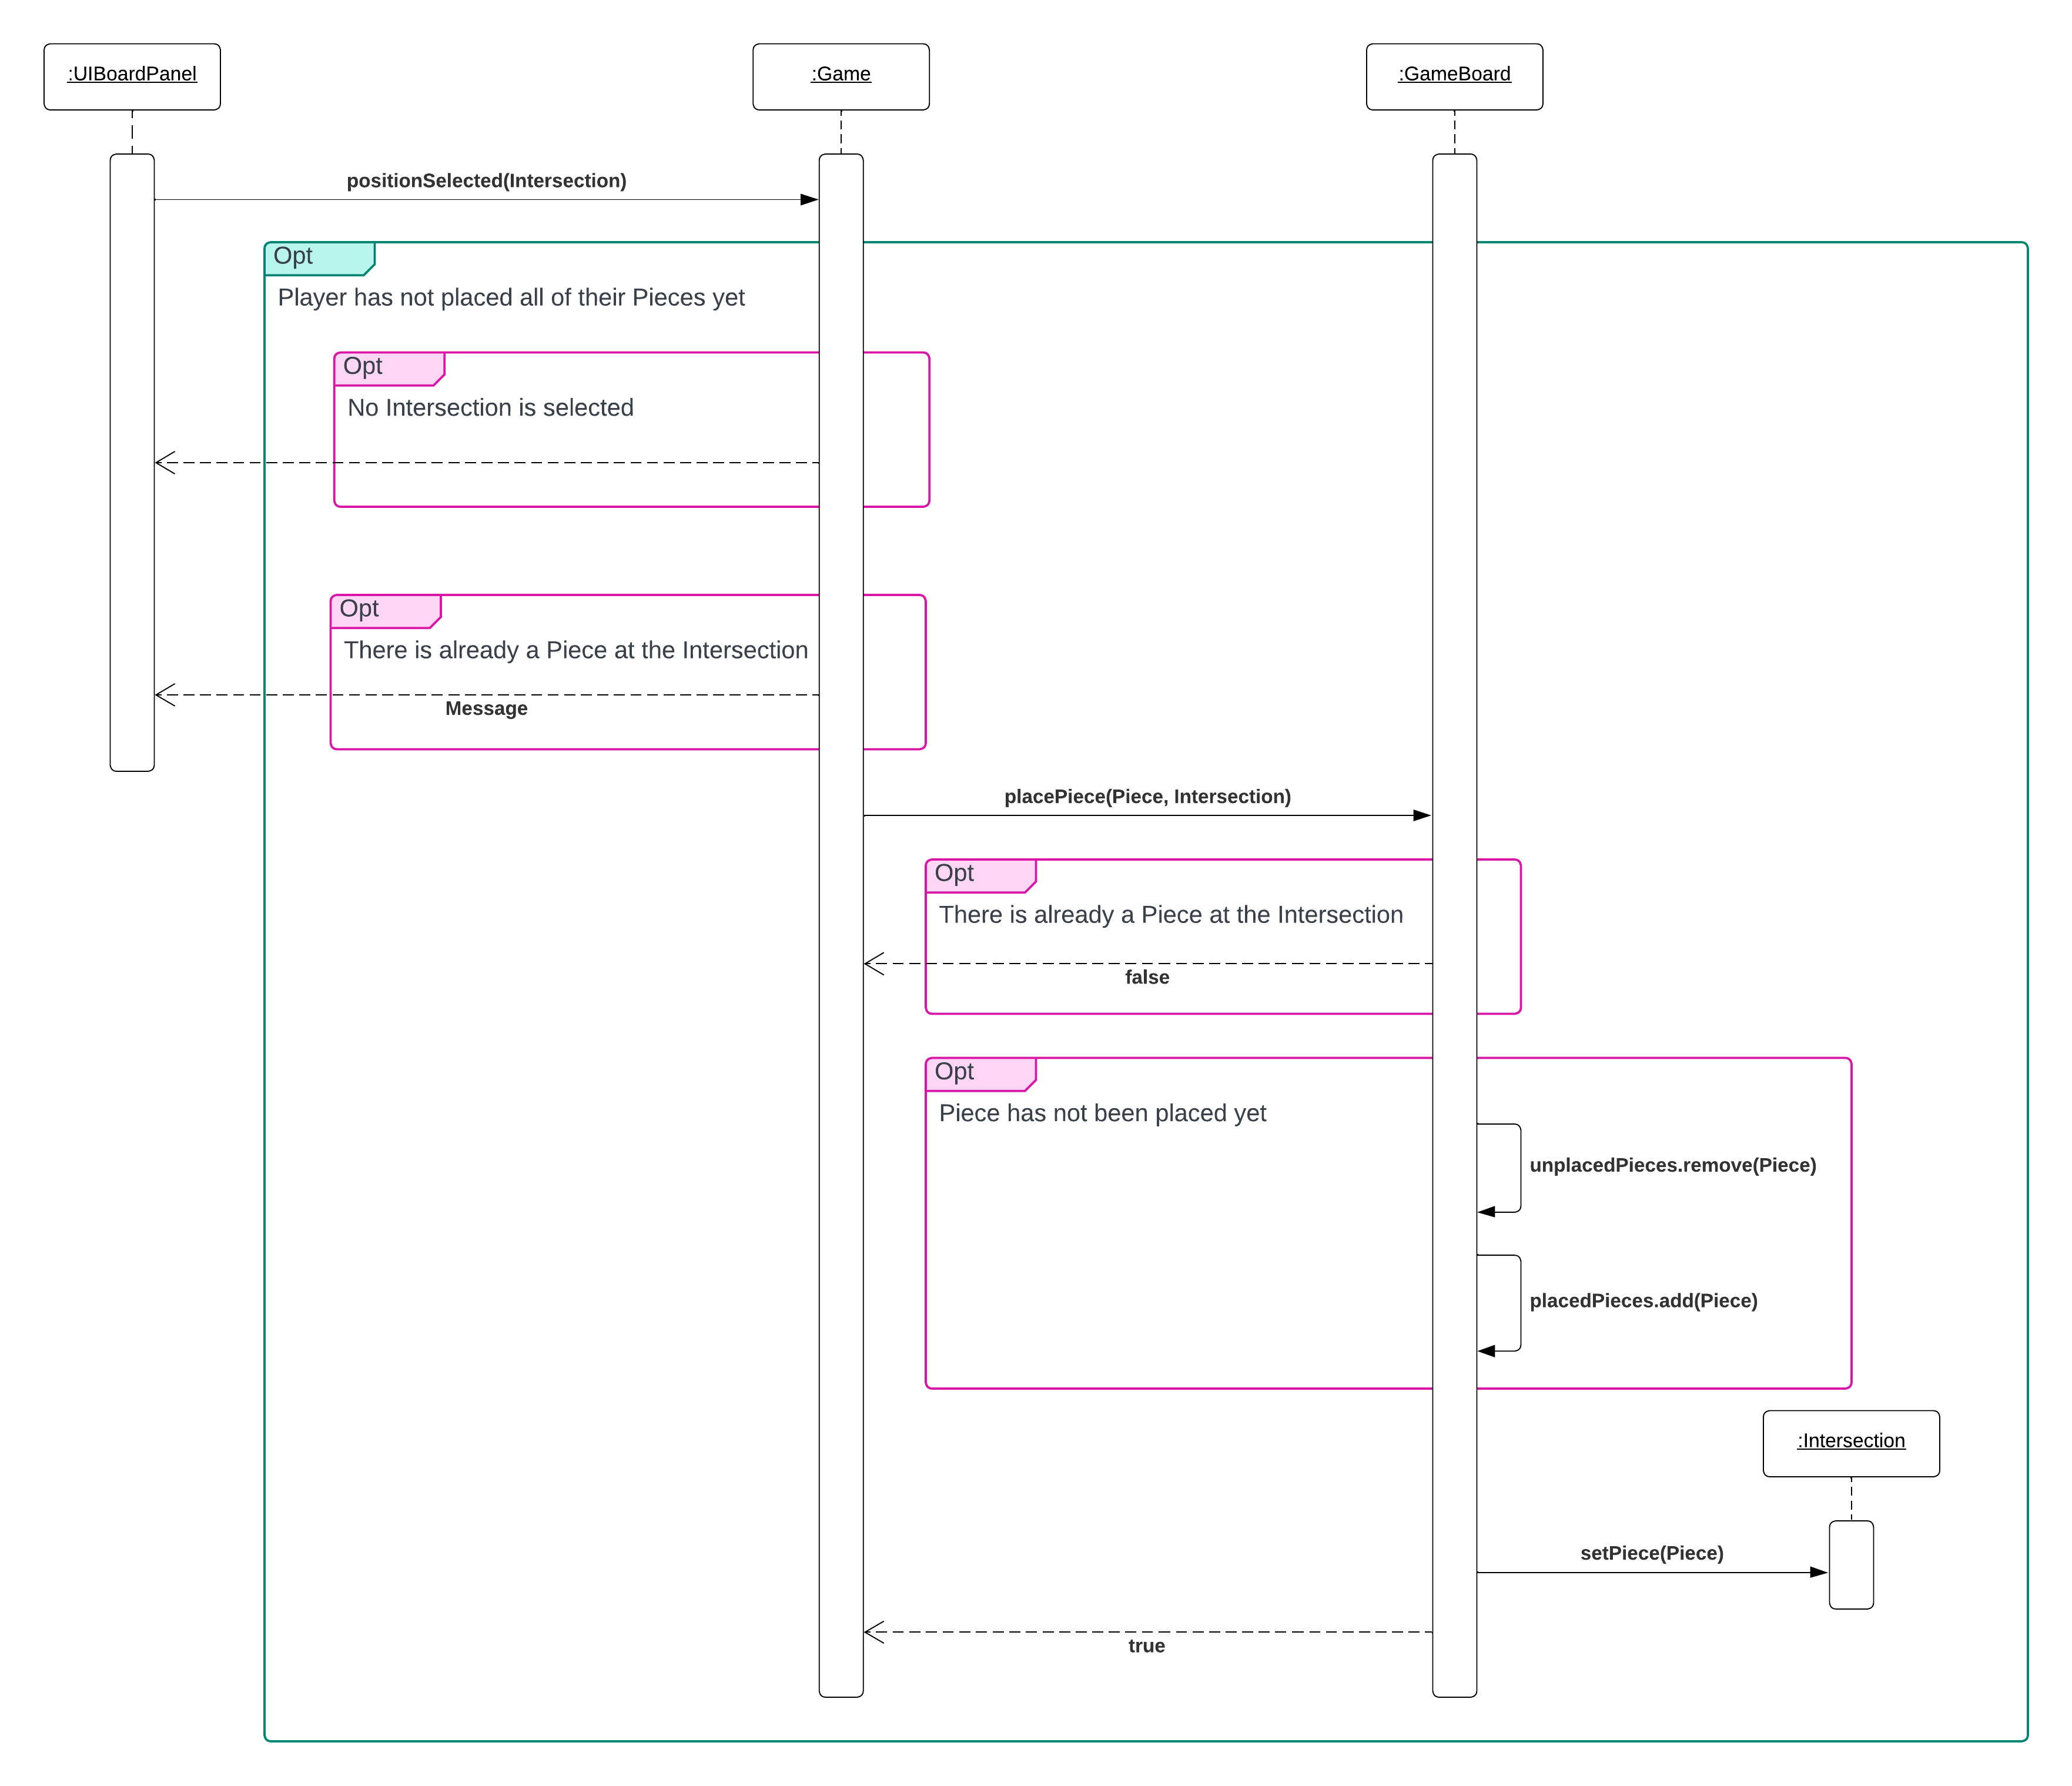 :UIBoardPanel
:Game
:GameBoard
positionSelected(Intersection)
Opt
Player has not placed all of their Pieces yet
Opt
No Intersection is selected
Opt
There is already a Piece at the Intersection
Message
placePiece(Piece, Intersection)
Opt
There is already a Piece at the Intersection
false
Opt
Piece has not been placed yet
unplacedPieces.remove(Piece)
placedPieces.add(Piece)
:Intersection
setPiece(Piece)
true